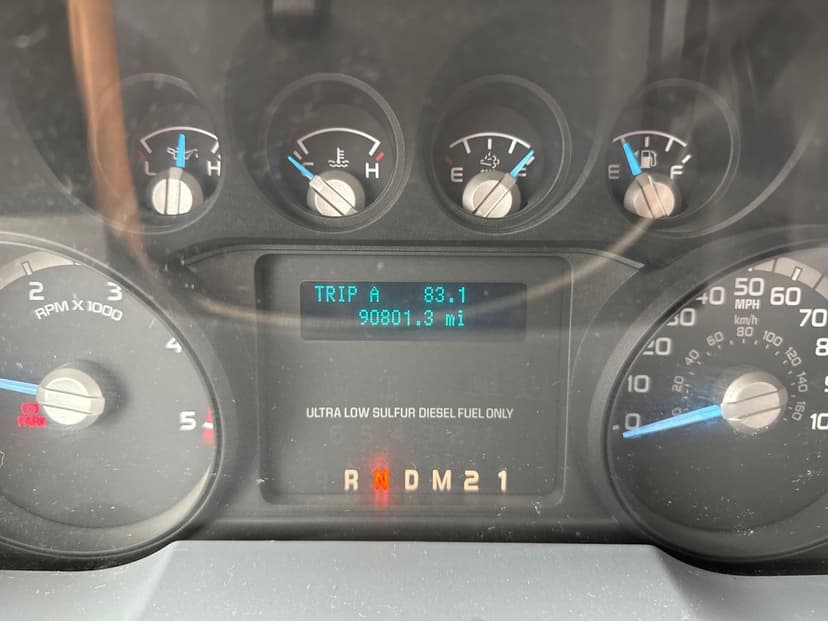 L H
H
E F
E F
TRIP A 83.1
90801.3 mi
2 3
RPM X 1000
4
5
PARK
ULTRA LOW SULFUR DIESEL FUEL ONLY
R N D M 2 1
0 10 20 30 40 50 60 70
MPH
km/h
20 40 60 80 100 120 140 160